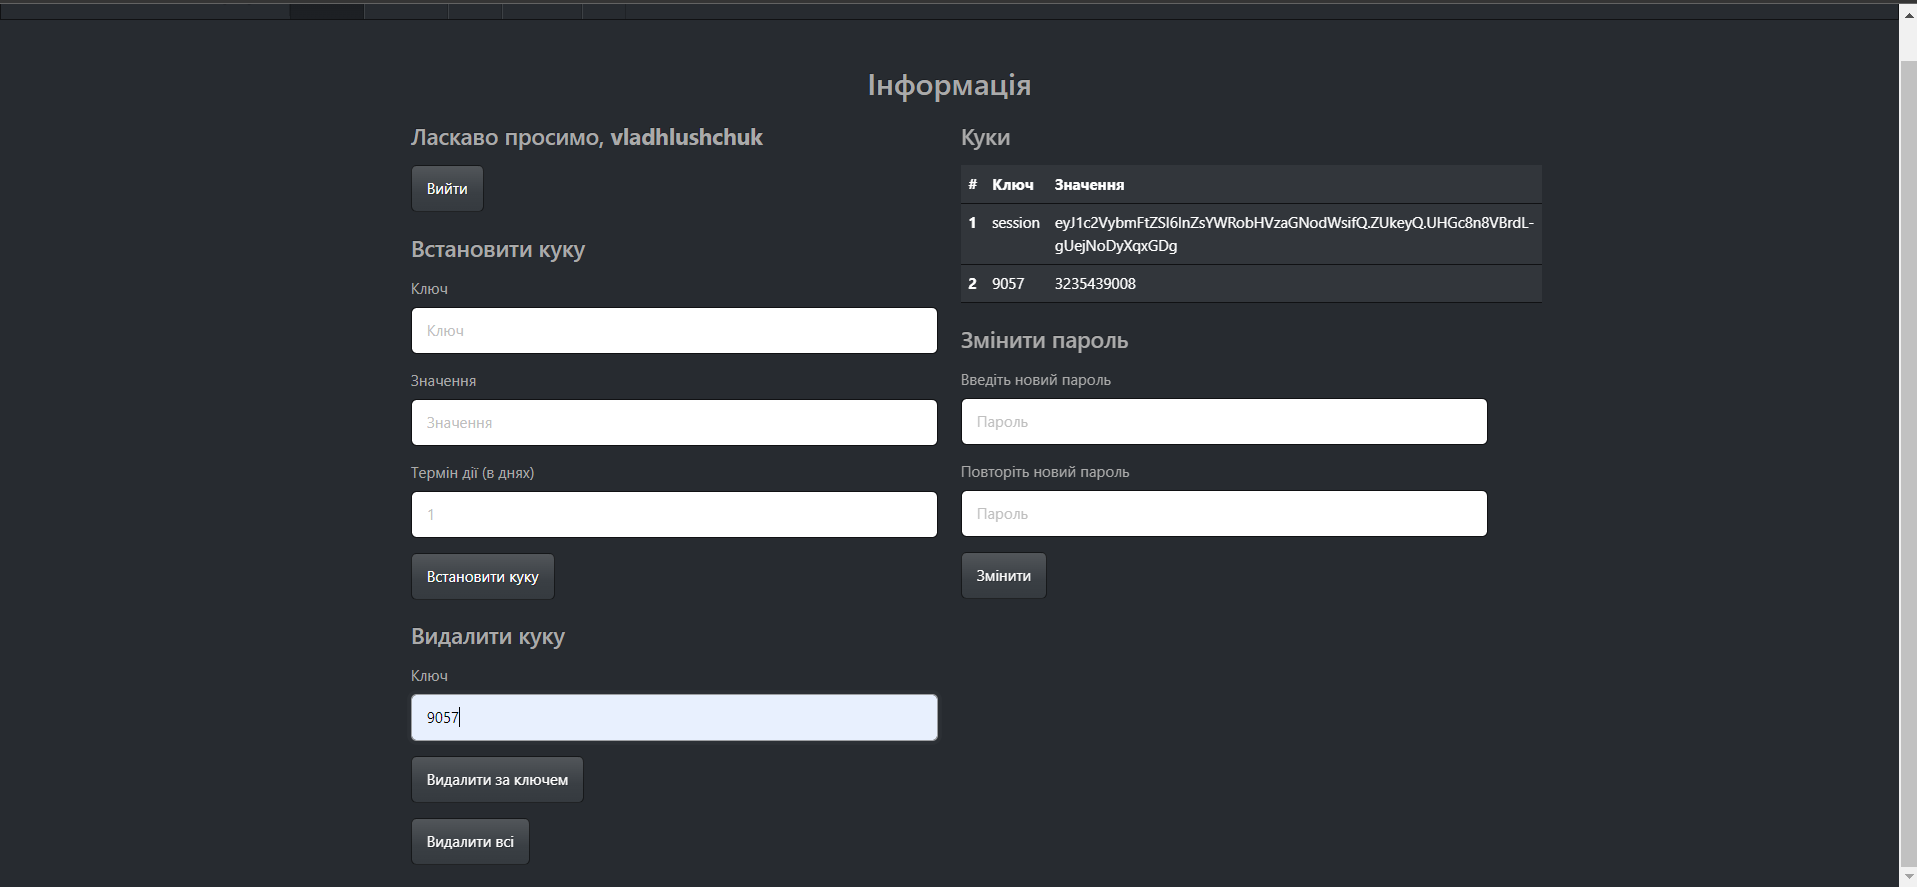 Інформація
Ласкаво просимо, vladhlushchuk
Вийти
Встановити куку
Ключ
Ключ
Значення
Значення
Термін дії (в днях)
1
Встановити куку
Видалити куку
Ключ
9057
Видалити за ключем
Видалити всі
Куки
# Ключ Значення
1 session eyJ1c2VybmFtZSI6InZsYWRobHVzaGNodWsifQ.ZUkeyQ.UHGc8n8VBrdL-
gUejNoDyXqxGDg
2 9057 3235439008
Змінити пароль
Введіть новий пароль
Пароль
Повторіть новий пароль
Пароль
Змінити